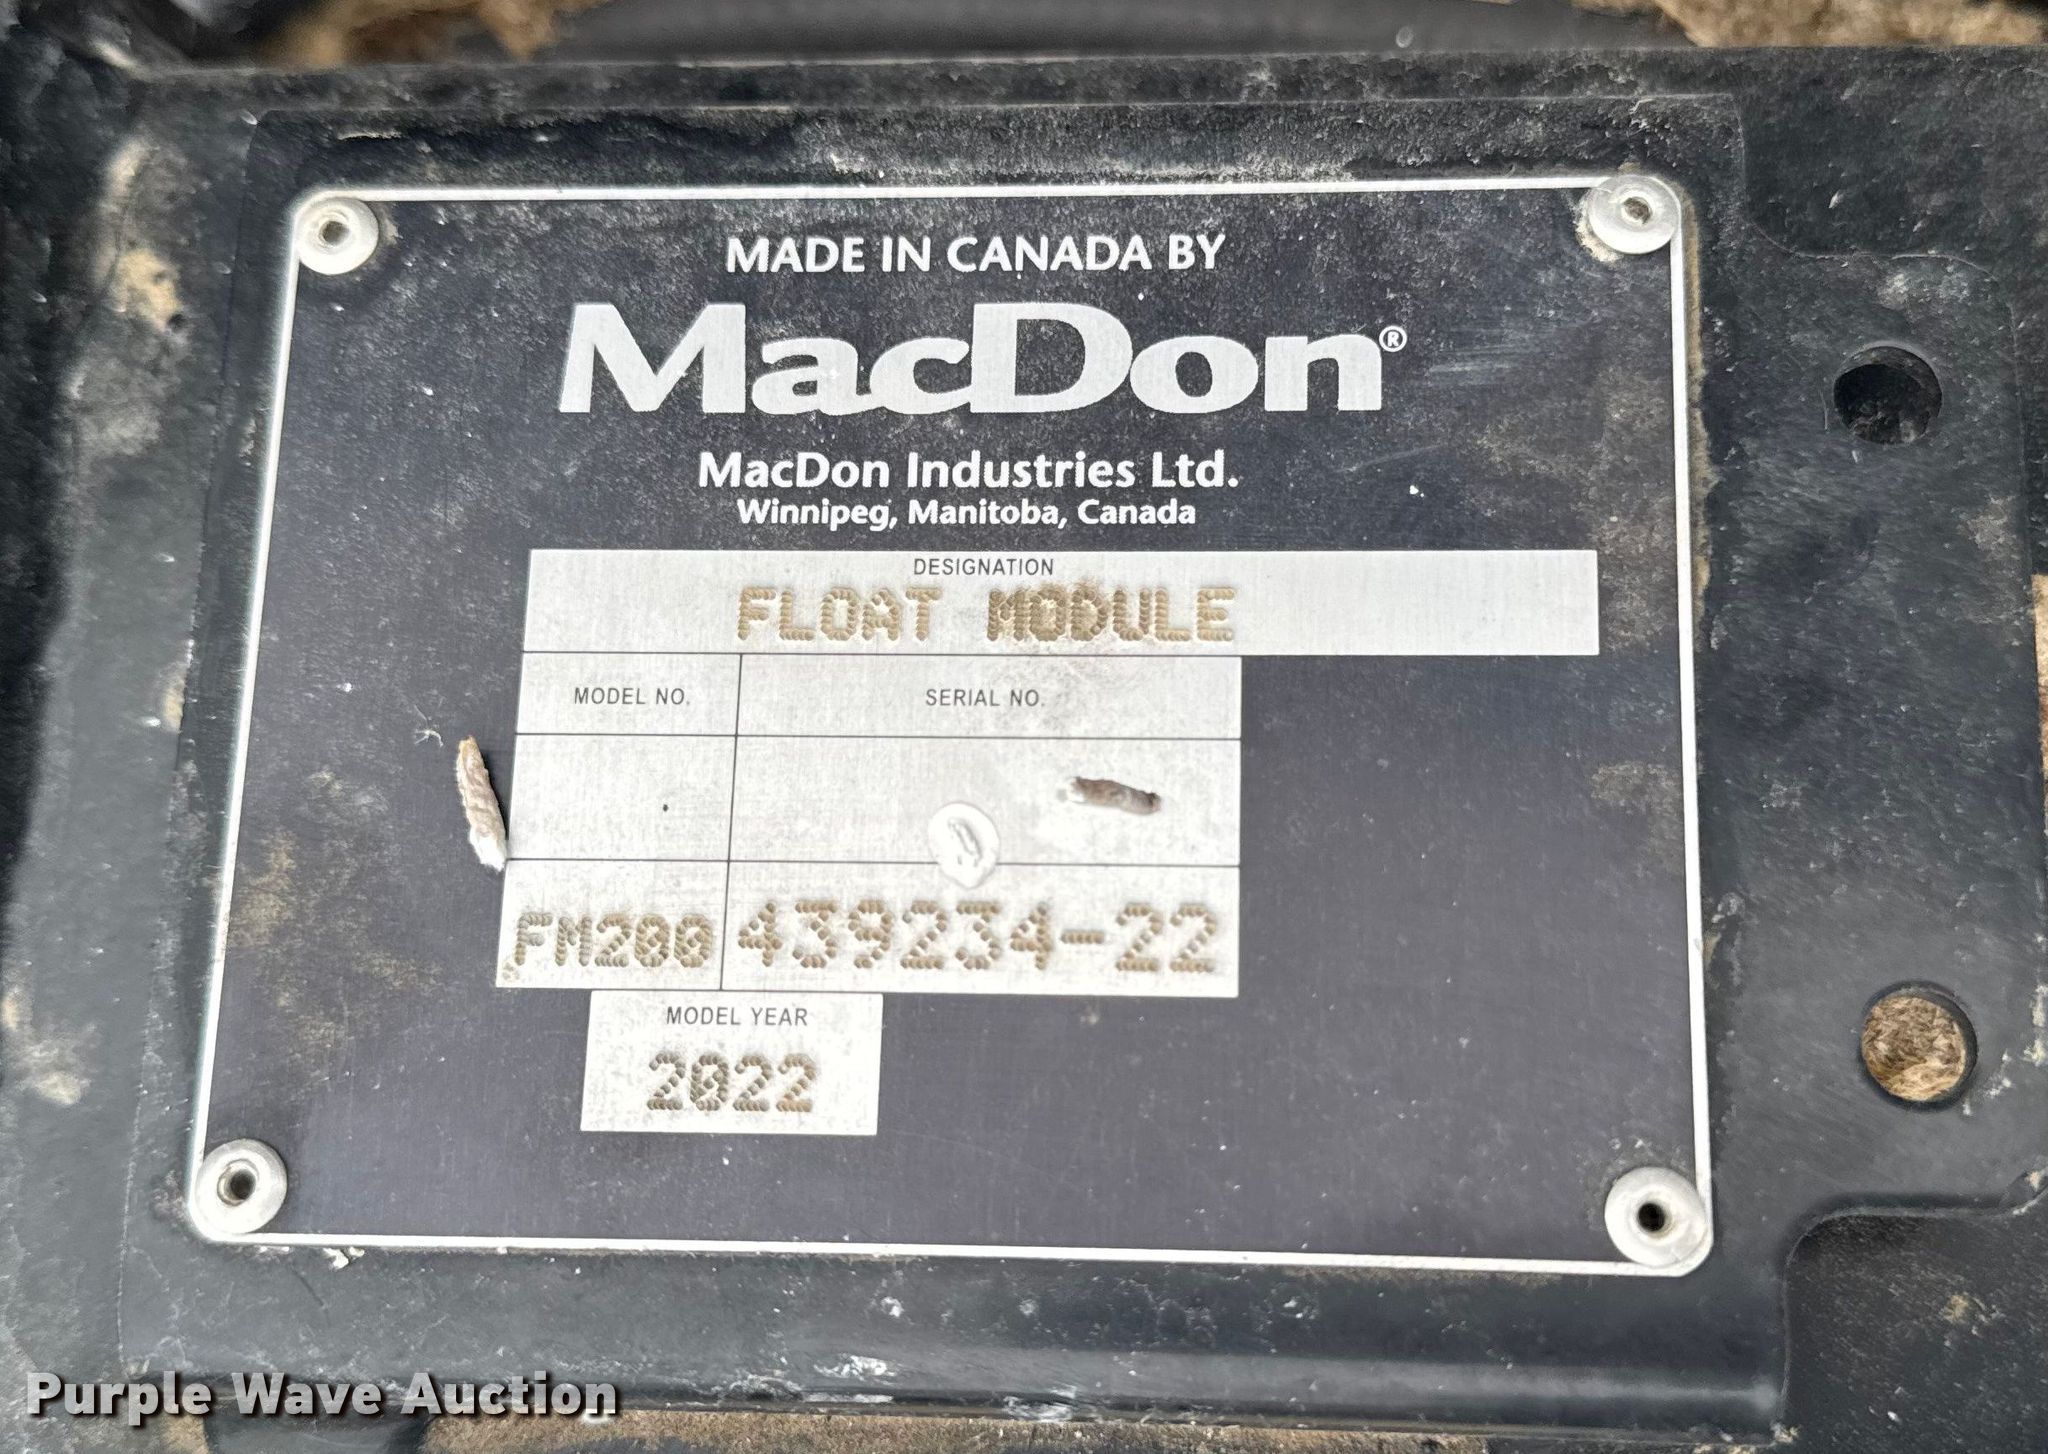 MADE IN CANADA BY
MacDon®
MacDon Industries Ltd.
Winnipeg, Manitoba, Canada
DESIGNATION
FLOAT MODULE
MODEL NO. SERIAL NO.
FM200 439234-22
MODEL YEAR
2022
Purple Wave Auction